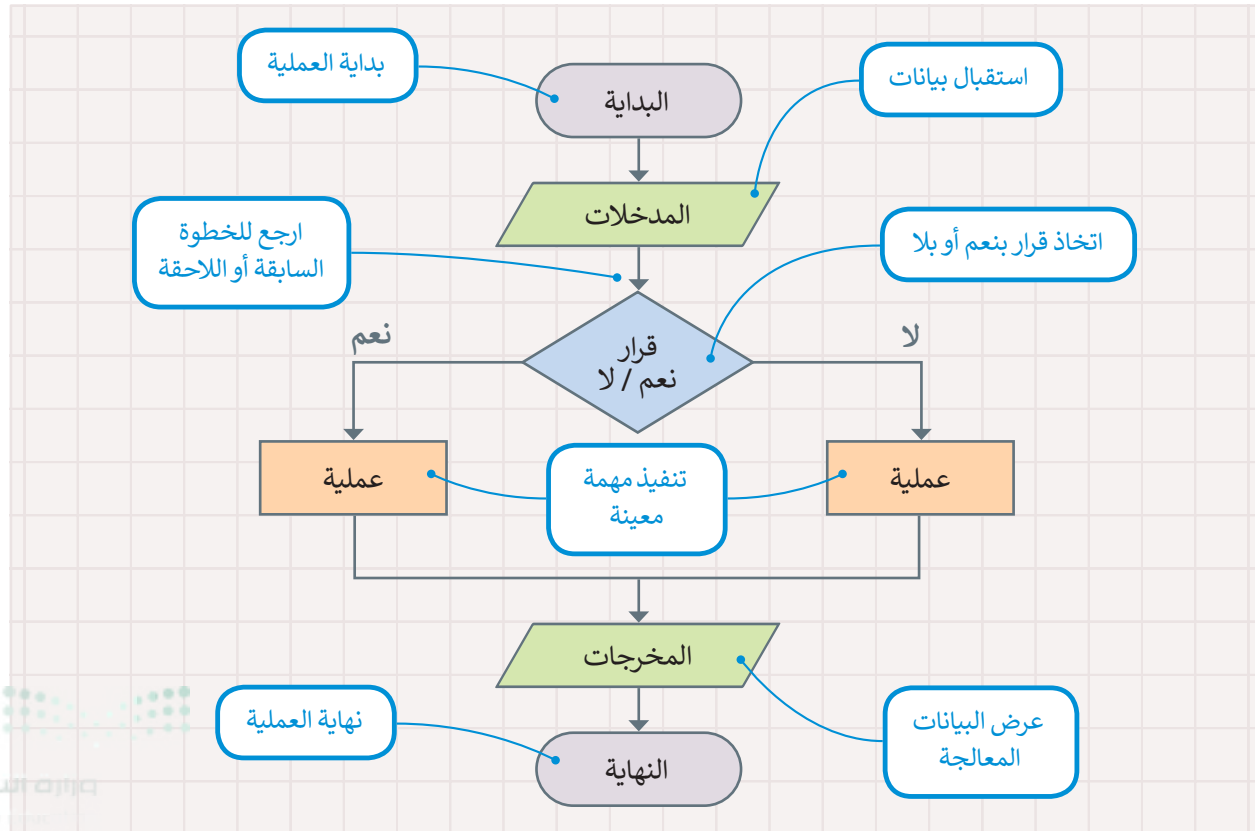 بداية العملية
البداية
استقبال بيانات
المدخلات
ارجع للخطوة
السابقة أو اللاحقة
اتخاذ قرار بنعم أو بلا
نعم
لا
قرار
نعم / لا
عملية
تنفيذ مهمة
معينة
عملية
المخرجات
نهاية العملية
عرض البيانات
المعالجة
النهاية